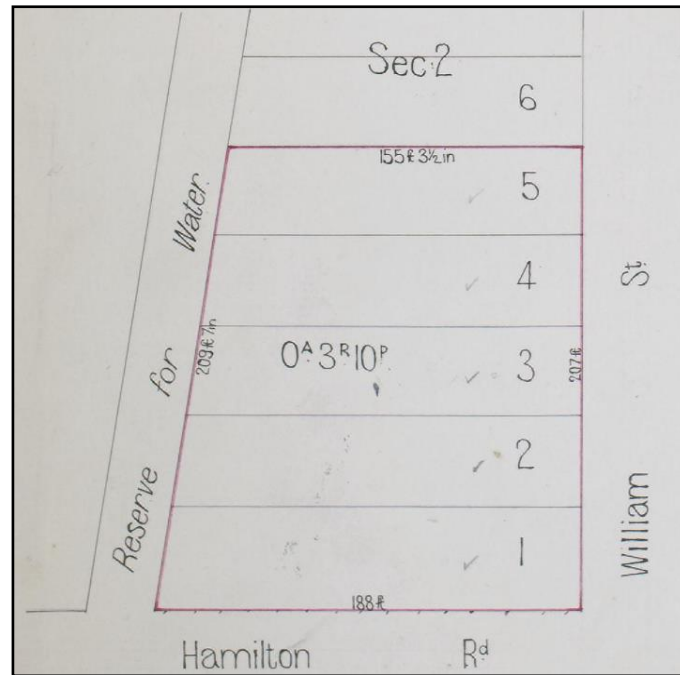 Sec. 2
6
155 ft 3½ in
5
4
0ᴬ 3ᴿ 10ᴾ
3
2
1
188 ft
209 ft 7 in
207 ft
Reserve for Water
William St.
Hamilton Rᵈ